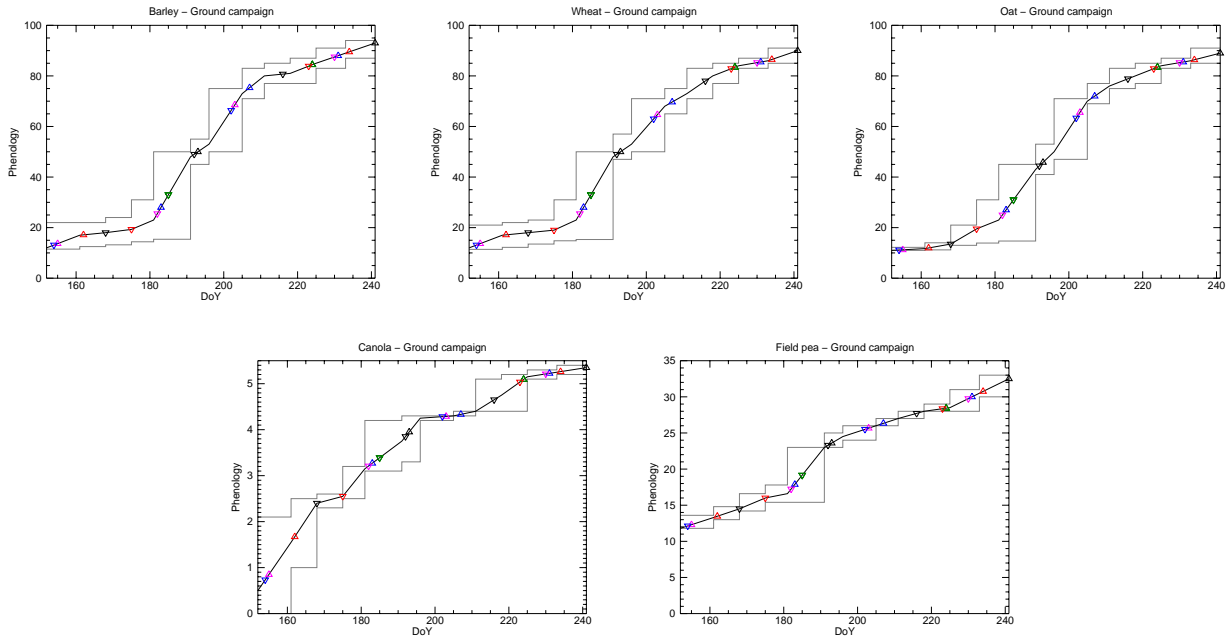 Barley – Ground campaign
100
80
60
40
20
0
Phenology
160 180 200 220 240
DoY
Wheat – Ground campaign
100
80
60
40
20
0
Phenology
160 180 200 220 240
DoY
Oat – Ground campaign
100
80
60
40
20
0
Phenology
160 180 200 220 240
DoY
Canola – Ground campaign
5
4
3
2
1
0
Phenology
160 180 200 220 240
DoY
Field pea – Ground campaign
35
30
25
20
15
10
5
0
Phenology
160 180 200 220 240
DoY